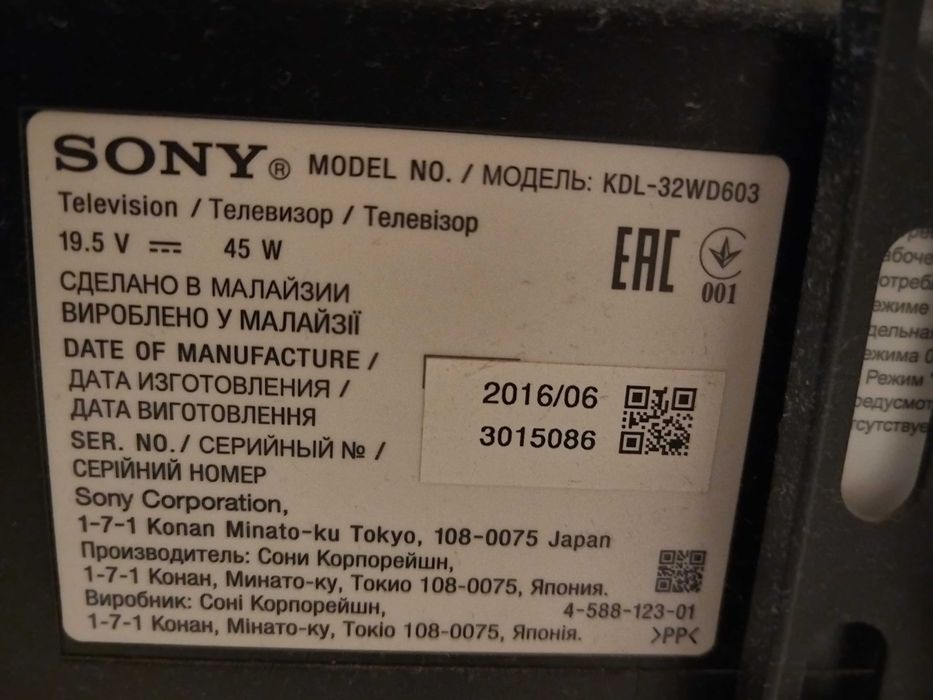 SONY® MODEL NO. / МОДЕЛЬ: KDL-32WD603
Television / Телевизор / Телевізор
19.5 V ⎓ 45 W
EAC
001
СДЕЛАНО В МАЛАЙЗИИ
ВИРОБЛЕНО У МАЛАЙЗІЇ
DATE OF MANUFACTURE /
ДАТА ИЗГОТОВЛЕНИЯ /
ДАТА ВИГОТОВЛЕННЯ
2016/06
SER. NO./ СЕРИЙНЫЙ № /
СЕРІЙНИЙ НОМЕР
3015086
Sony Corporation,
1-7-1 Konan Minato-ku Tokyo, 108-0075 Japan
Производитель: Сони Корпорейшн,
1-7-1 Конан, Минато-ку, Токио 108-0075, Япония.
Виробник: Соні Корпорейшн,
1-7-1 Конан, Мінато-ку, Токіо 108-0075, Японія.
4-588-123-01
>PP<
Режим